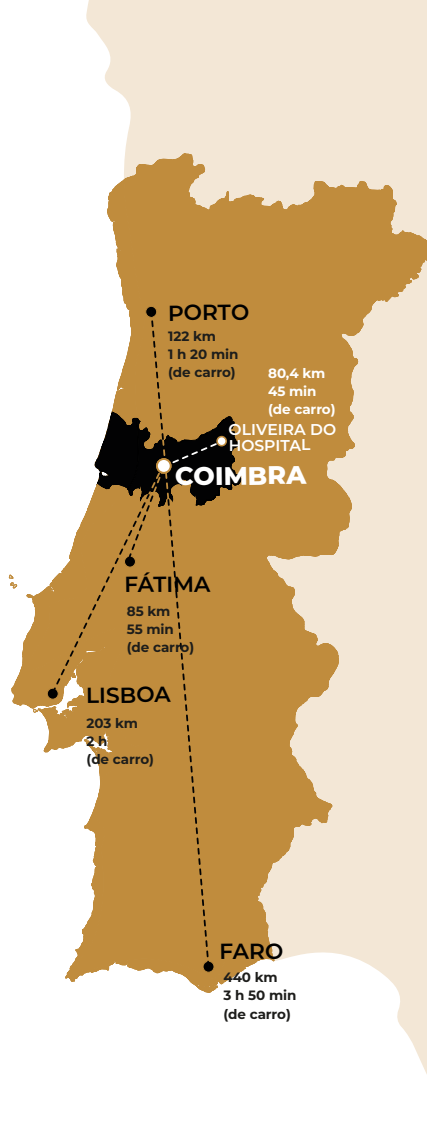 PORTO
122 km
1 h 20 min
(de carro)
80,4 km
45 min
(de carro)
OLIVEIRA DO
HOSPITAL
COIMBRA
FÁTIMA
85 km
55 min
(de carro)
LISBOA
203 km
2 h
(de carro)
FARO
440 km
3 h 50 min
(de carro)